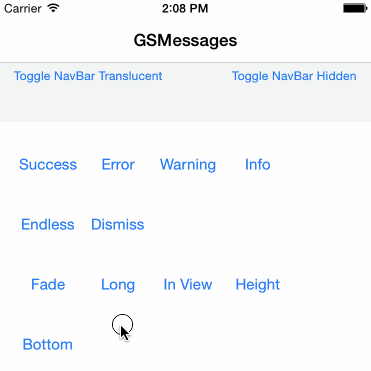 Carrier 2:08 PM
GSMessages
Toggle NavBar Translucent Toggle NavBar Hidden
Success Error Warning Info
Endless Dismiss
Fade Long In View Height
Bottom